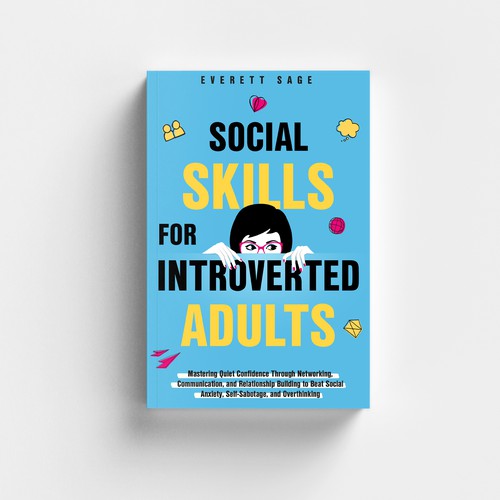 EVERETT SAGE
SOCIAL
SKILLS
FOR
INTROVERTED
ADULTS
Mastering Quiet Confidence Through Networking,
Communication, and Relationship Building to Beat Social
Anxiety, Self-Sabotage, and Overthinking